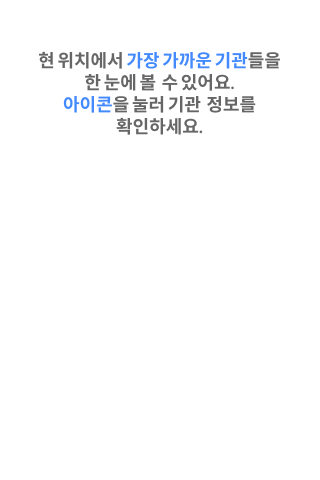 현 위치에서 가장 가까운 기관들을
한 눈에 볼 수 있어요.
아이콘을 눌러 기관 정보를
확인하세요.